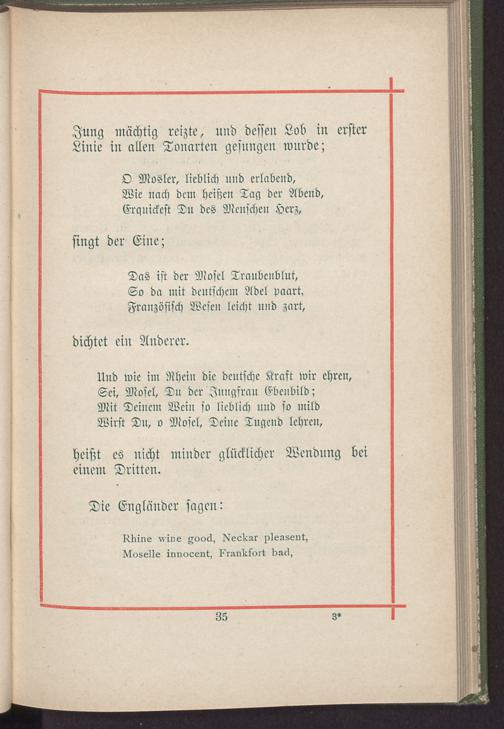 Jung mächtig reizte, und dessen Lob in erster
Linie in allen Tonarten gesungen wurde;
O Mosler, lieblich und erlabend,
Wie nach dem heißen Tag der Abend,
Erquickest Du des Menschen Herz,
singt der Eine;
Das ist der Mosel Traubenblut,
So da mit deutschem Adel paart,
Französisch Wesen leicht und zart,
dichtet ein Anderer.
Und wie im Rhein die deutsche Kraft wir ehren,
Sei, Mosel, Du der Jungfrau Ebenbild;
Mit Deinem Wein so lieblich und so mild
Wirst Du, o Mosel, Deine Tugend lehren,
heißt es nicht minder glücklicher Wendung bei
einem Dritten.
Die Engländer sagen:
Rhine wine good, Neckar pleasent,
Moselle innocent, Frankfort bad,
35 3*